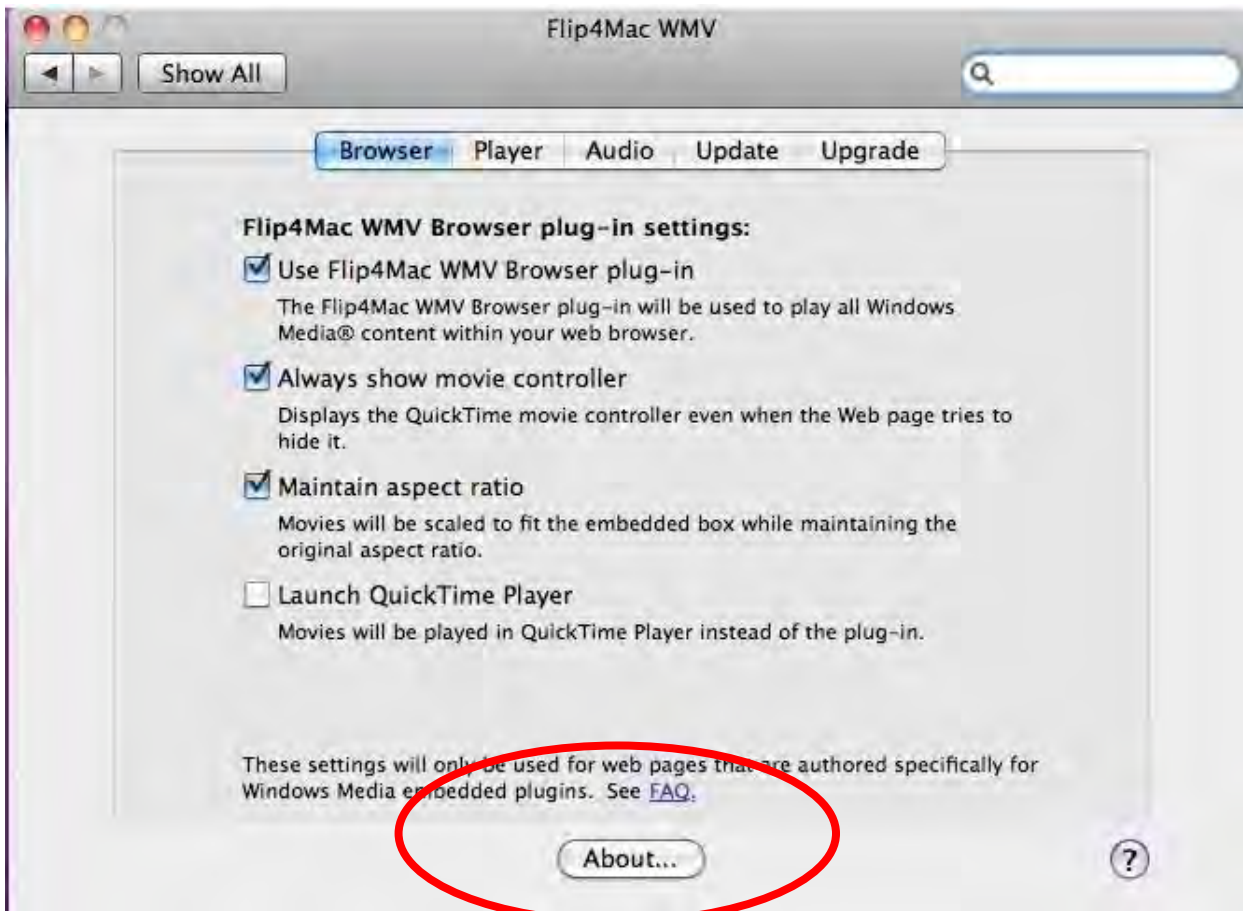 Flip4Mac WMV
Show All
Browser Player Audio Update Upgrade
Flip4Mac WMV Browser plug-in settings:
Use Flip4Mac WMV Browser plug-in
The Flip4Mac WMV Browser plug-in will be used to play all Windows
Media® content within your web browser.
Always show movie controller
Displays the QuickTime movie controller even when the Web page tries to
hide it.
Maintain aspect ratio
Movies will be scaled to fit the embedded box while maintaining the
original aspect ratio.
Launch QuickTime Player
Movies will be played in QuickTime Player instead of the plug-in.
These settings will only be used for web pages that are authored specifically for
Windows Media embedded plugins. See FAQ.
About... ?